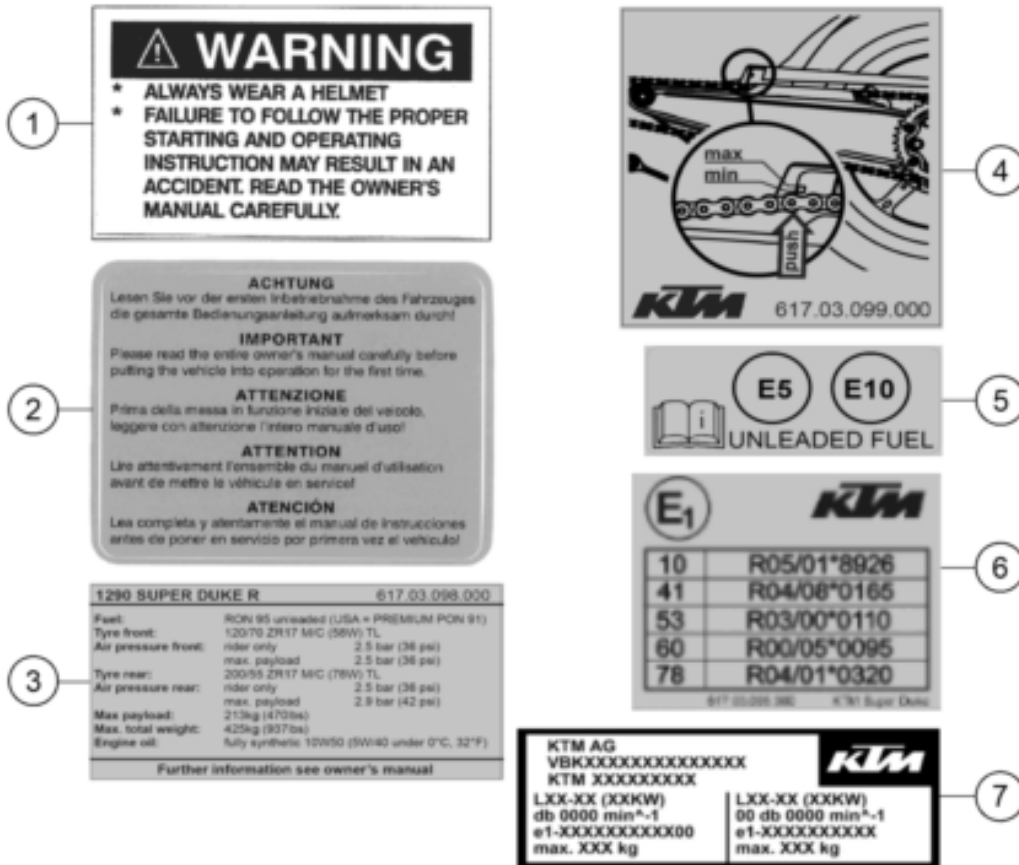 1
WARNING
* ALWAYS WEAR A HELMET
* FAILURE TO FOLLOW THE PROPER
STARTING AND OPERATING
INSTRUCTION MAY RESULT IN AN
ACCIDENT. READ THE OWNER'S
MANUAL CAREFULLY.
2
ACHTUNG
Lesen Sie vor der ersten Inbetriebnahme des Fahrzeuges
die gesamte Bedienungsanleitung aufmerksam durch!
IMPORTANT
Please read the entire owner's manual carefully before
putting the vehicle into operation for the first time.
ATTENZIONE
Prima della messa in funzione iniziale del veicolo,
leggere con attenzione l'intero manuale d'uso!
ATTENTION
Lire attentivement l'ensemble du manuel d'utilisation
avant de mettre le véhicule en service!
ATENCIÓN
Lea completa y atentamente el manual de instrucciones
antes de poner en servicio por primera vez el vehiculo!
3
1290 SUPER DUKE R 617.03.098.000
Fuel: RON 95 unleaded (USA = PREMIUM PON 91)
Tyre front: 120/70 ZR17 M/C (58W) TL
Air pressure front: rider only 2.5 bar (36 psi)
max. payload 2.5 bar (36 psi)
Tyre rear: 200/55 ZR17 M/C (78W) TL
Air pressure rear: rider only 2.5 bar (36 psi)
max. payload 2.9 bar (42 psi)
Max payload: 213kg (470lbs)
Max. total weight: 425kg (937lbs)
Engine oil: fully synthetic 10W50 (5W/40 under 0°C, 32°F)
Further information see owner's manual
4
max
min
push
KTM 617.03.099.000
5
E5 E10
i
UNLEADED FUEL
6
E1 KTM
10 R05/01*8926
41 R04/08*0165
53 R03/00*0110
60 R00/05*0095
78 R04/01*0320
Super Duke
7
KTM AG
VBKXXXXXXXXXXXXXX
KTM XXXXXXXXX
KTM
LXX-XX (XXKW)
db 0000 min^-1
e1-XXXXXXXXXX00
max. XXX kg
LXX-XX (XXKW)
00 db 0000 min^-1
e1-XXXXXXXXXX
max. XXX kg